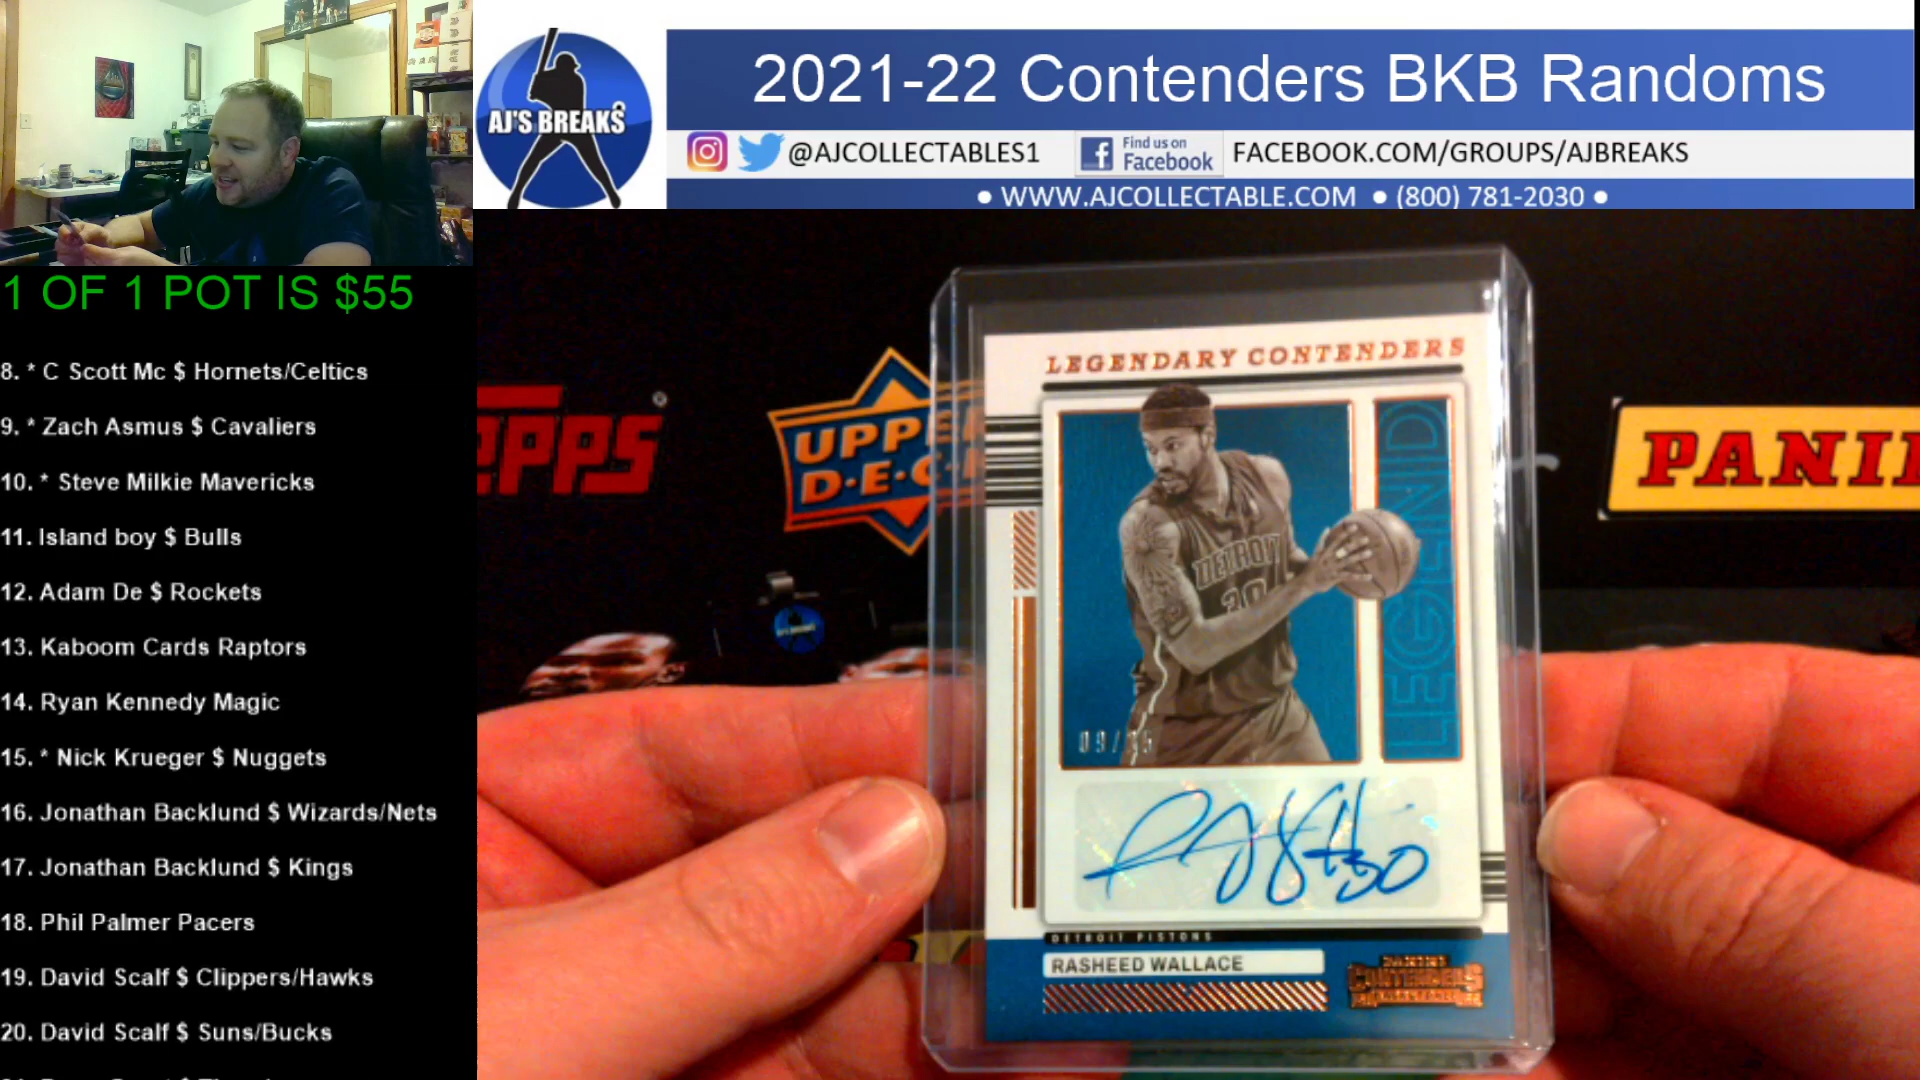 2021-22 Contenders BKB Randoms
AJ'S BREAKS
@AJCOLLECTABLES1
Find us on
Facebook
FACEBOOK.COM/GROUPS/AJBREAKS
• WWW.AJCOLLECTABLE.COM • (800) 781-2030 •
1 OF 1 POT IS $55
8. * C Scott Mc $ Hornets/Celtics
9. * Zach Asmus $ Cavaliers
10. * Steve Milkie Mavericks
11. Island boy $ Bulls
12. Adam De $ Rockets
13. Kaboom Cards Raptors
14. Ryan Kennedy Magic
15. * Nick Krueger $ Nuggets
16. Jonathan Backlund $ Wizards/Nets
17. Jonathan Backlund $ Kings
18. Phil Palmer Pacers
19. David Scalf $ Clippers/Hawks
20. David Scalf $ Suns/Bucks
LEGENDARY CONTENDERS
LEGEND
DETROIT
30
DETROIT PISTONS
RASHEED WALLACE
PANINI
CONTENDERS
UPPE
D·E·C
PANI